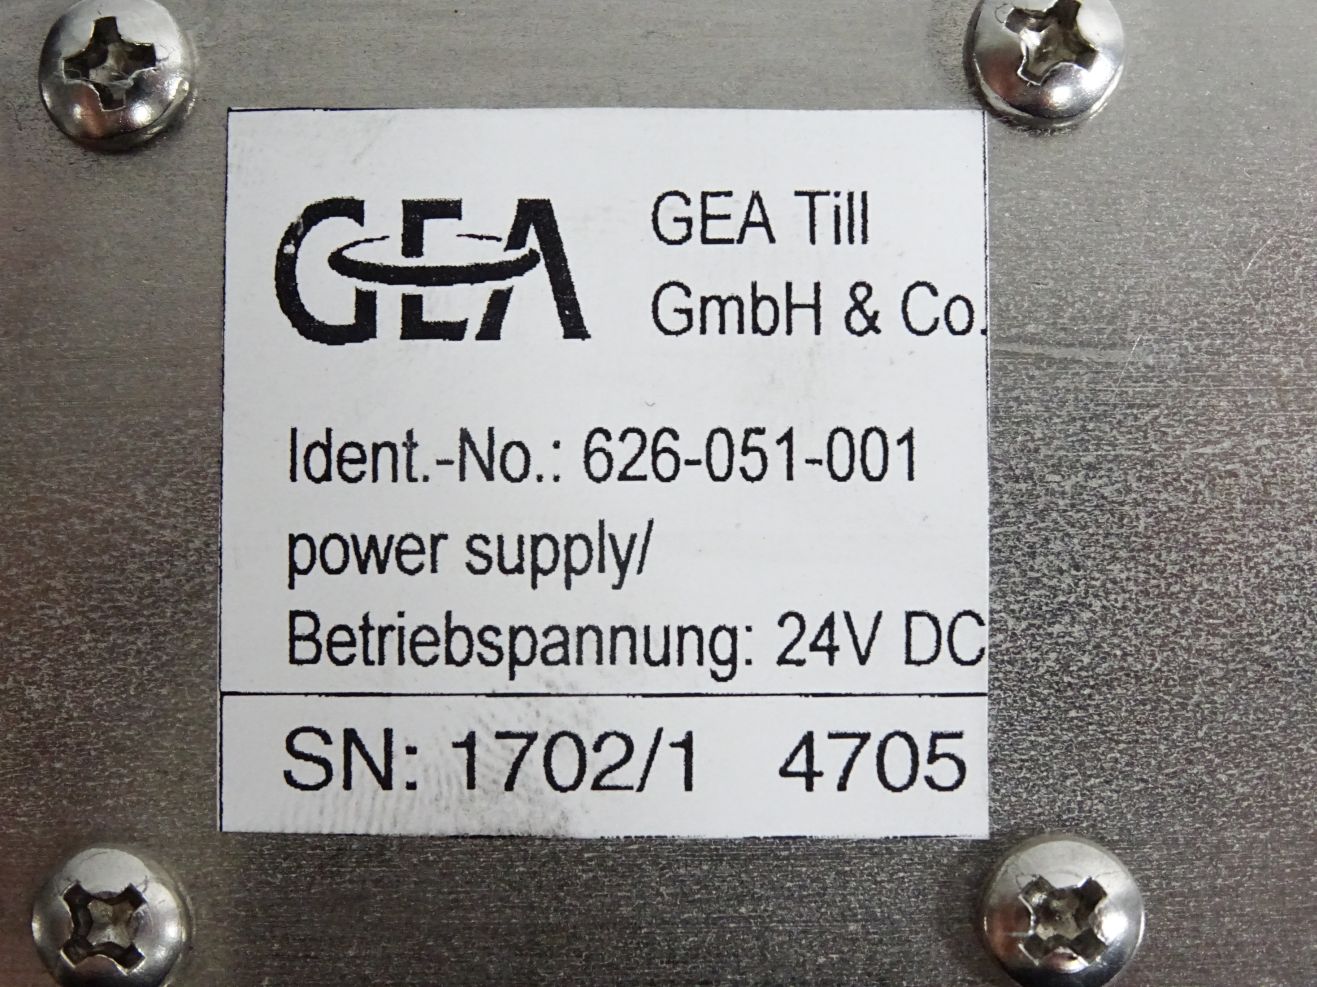 GEA
GEA Till
GmbH & Co.
Ident.-No.: 626-051-001
power supply/
Betriebspannung: 24V DC
SN: 1702/1 4705